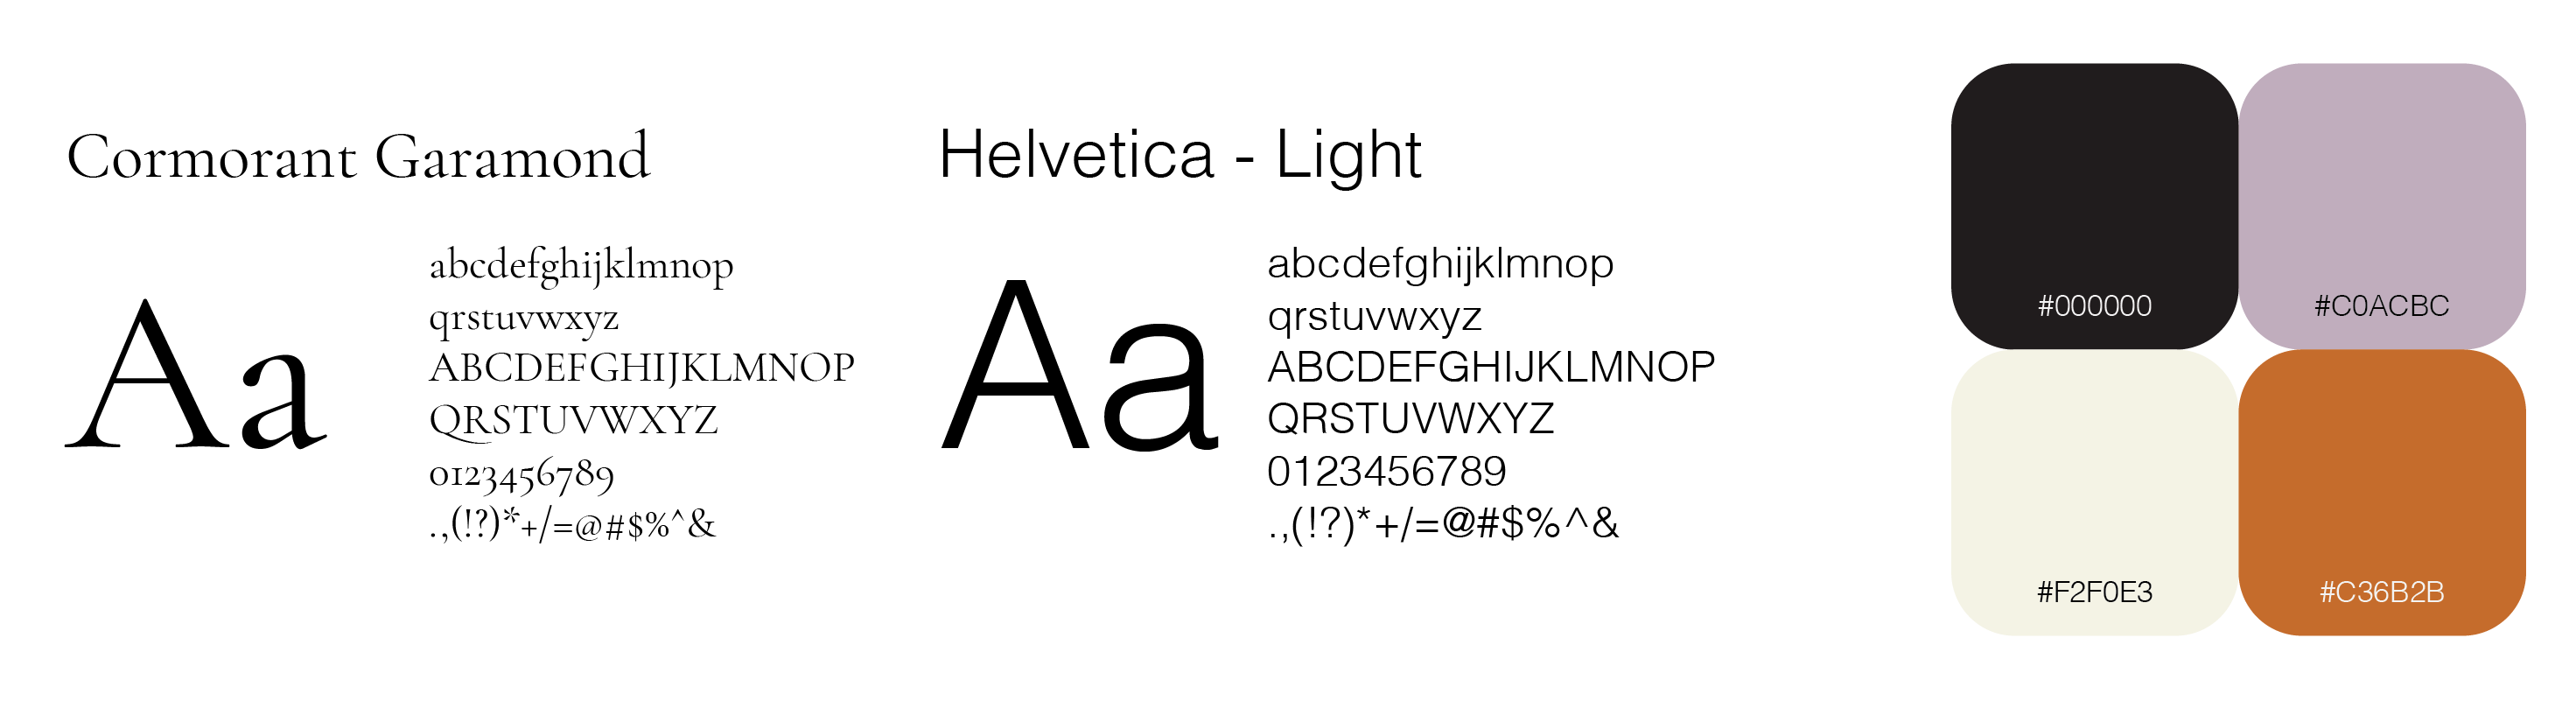 Cormorant Garamond
Aa
abcdefghijklmnop
qrstuvwxyz
ABCDEFGHIJKLMNOP
QRSTUVWXYZ
0123456789
.,(!?)*+/=@#$%^&
Helvetica - Light
Aa
abcdefghijklmnop
qrstuvwxyz
ABCDEFGHIJKLMNOP
QRSTUVWXYZ
0123456789
.,(!?)*+/=@#$%^&
#000000
#C0ACBC
#F2F0E3
#C36B2B